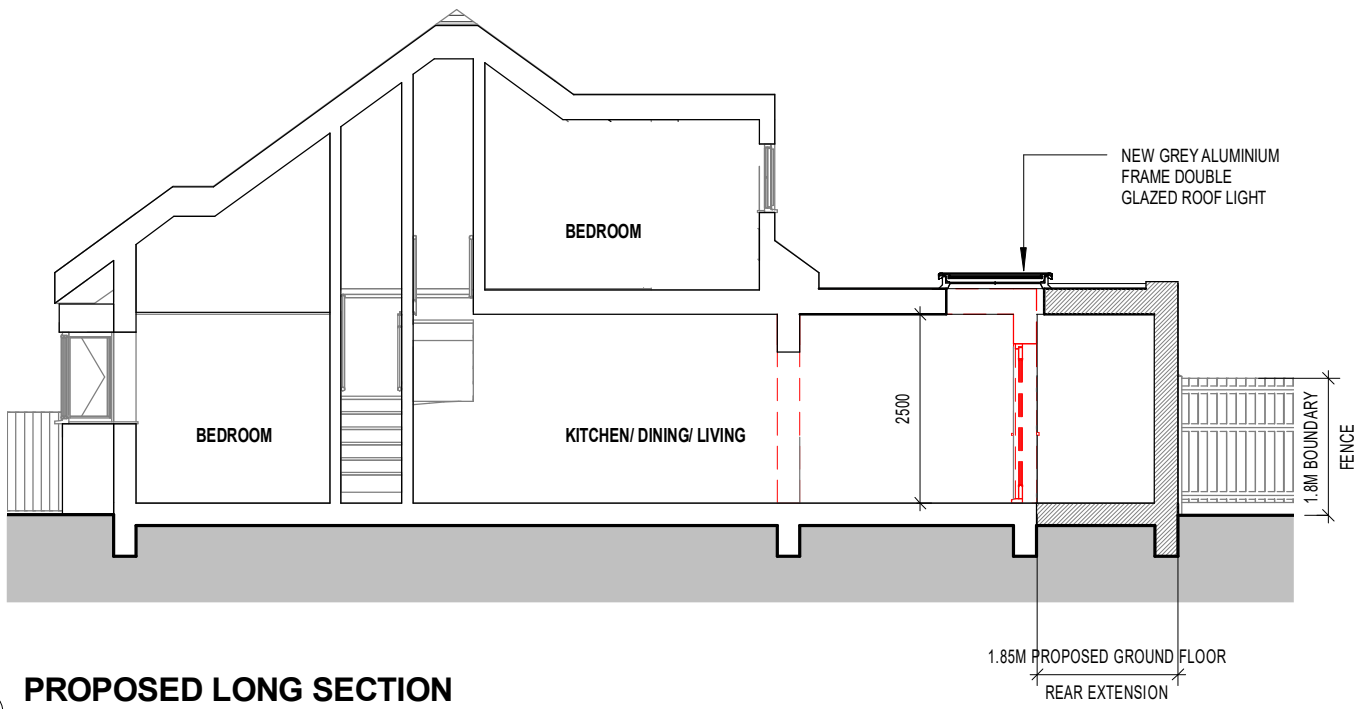 NEW GREY ALUMINIUM
FRAME DOUBLE
GLAZED ROOF LIGHT
BEDROOM
BEDROOM
KITCHEN/ DINING/ LIVING
2500
1.8M BOUNDARY
FENCE
1.85M PROPOSED GROUND FLOOR
REAR EXTENSION
PROPOSED LONG SECTION